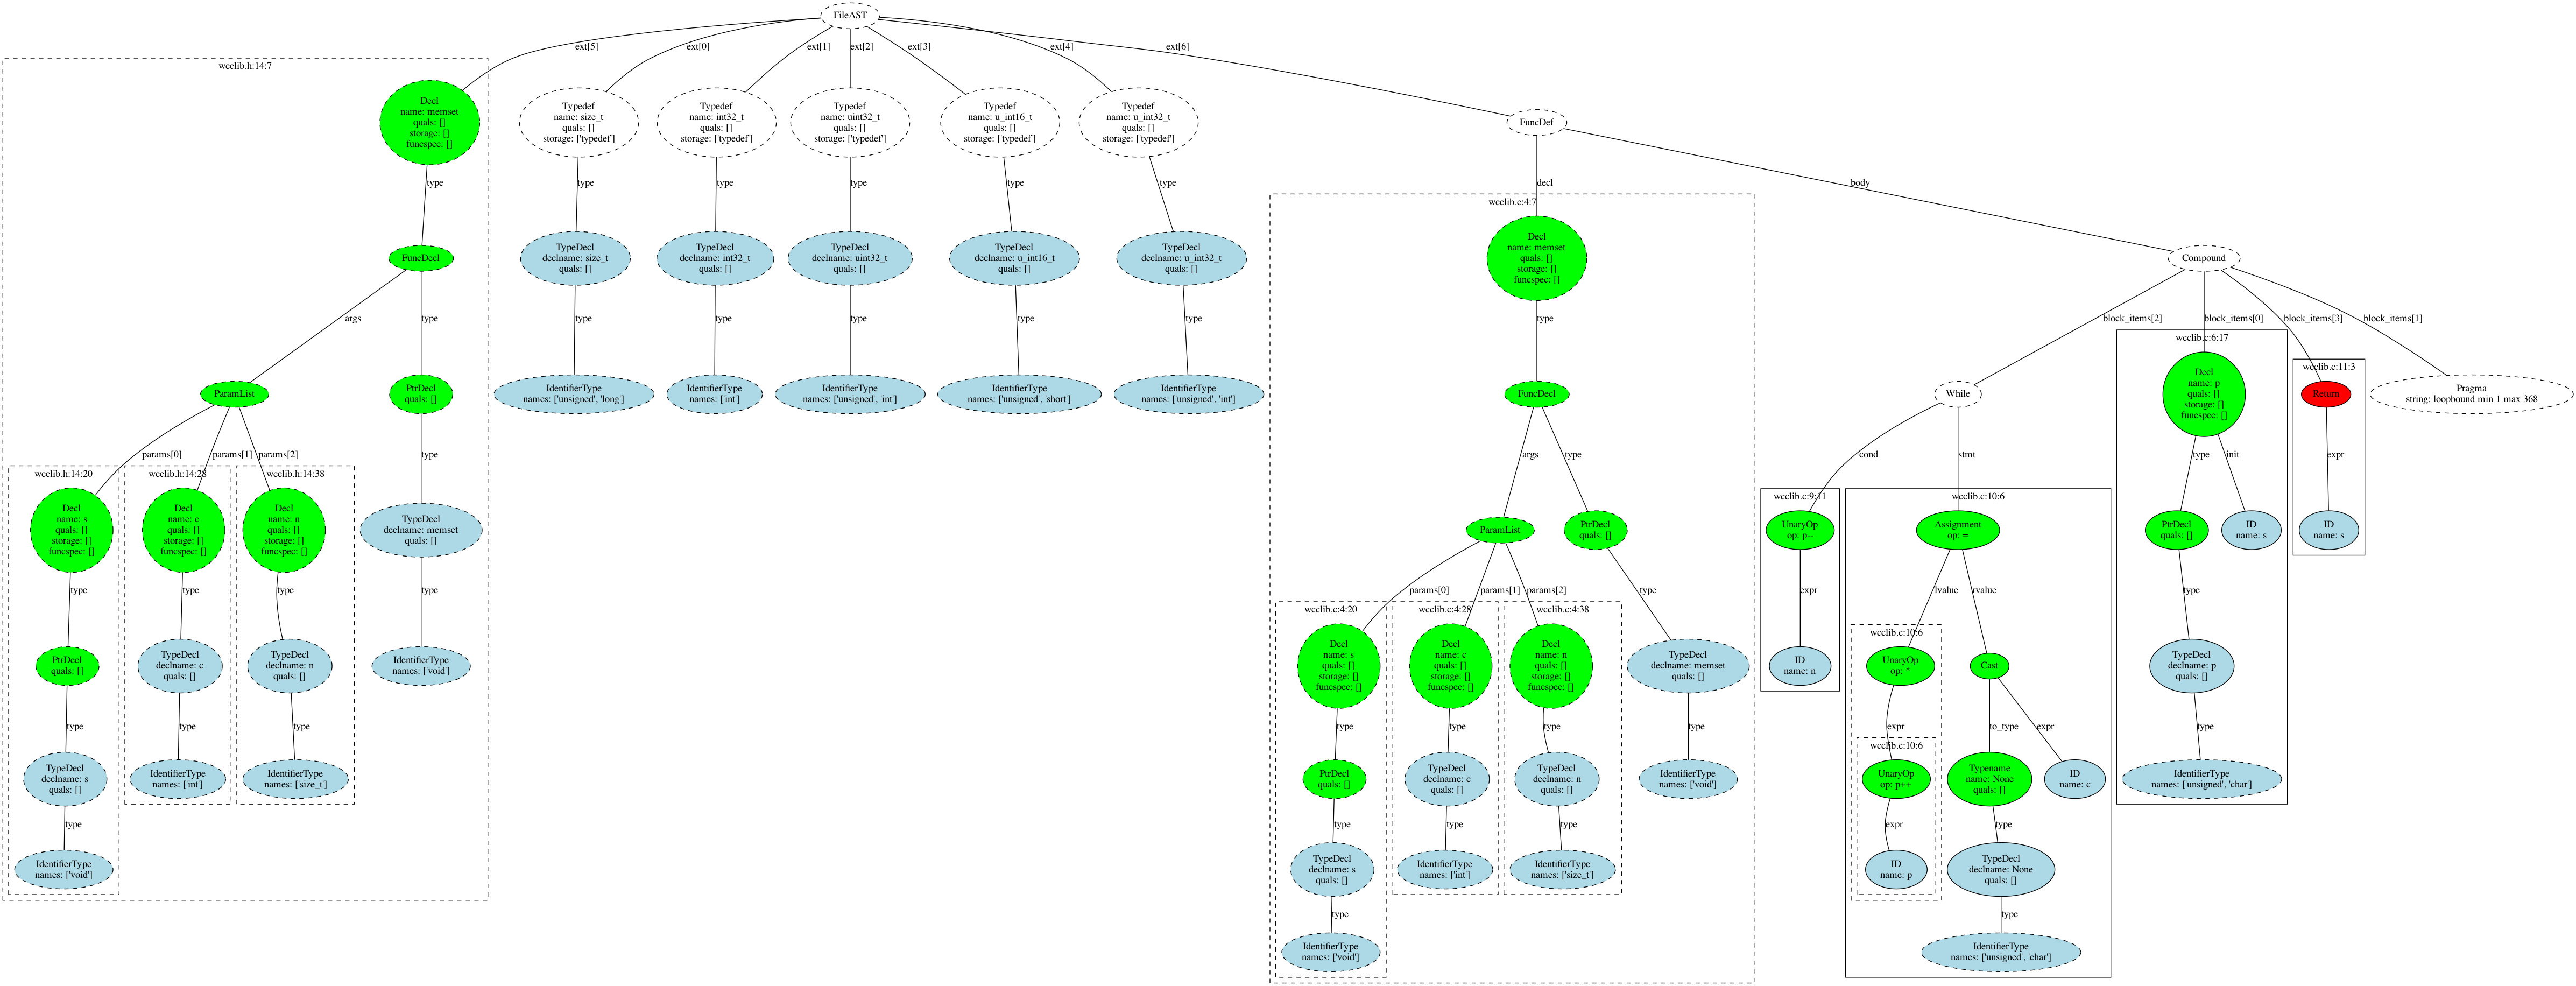 FileAST
ext[5]
ext[0]
ext[1]
ext[2]
ext[3]
ext[4]
ext[6]
wcclib.h:14:7
Decl
name: memset
quals: []
storage: []
funcspec: []
Typedef
name: size_t
quals: []
storage: ['typedef']
Typedef
name: int32_t
quals: []
storage: ['typedef']
Typedef
name: uint32_t
quals: []
storage: ['typedef']
Typedef
name: u_int16_t
quals: []
storage: ['typedef']
Typedef
name: u_int32_t
quals: []
storage: ['typedef']
FuncDef
type
type
type
type
type
type
decl
body
wcclib.c:4:7
FuncDecl
TypeDecl
declname: size_t
quals: []
TypeDecl
declname: int32_t
quals: []
TypeDecl
declname: uint32_t
quals: []
TypeDecl
declname: u_int16_t
quals: []
TypeDecl
declname: u_int32_t
quals: []
Decl
name: memset
quals: []
storage: []
funcspec: []
Compound
args
type
type
type
type
type
type
type
block_items[2]
block_items[0]
block_items[3]
block_items[1]
wcclib.c:6:17
wcclib.c:11:3
ParamList
PtrDecl
quals: []
IdentifierType
names: ['unsigned', 'long']
IdentifierType
names: ['int']
IdentifierType
names: ['unsigned', 'int']
IdentifierType
names: ['unsigned', 'short']
IdentifierType
names: ['unsigned', 'int']
FuncDecl
While
Decl
name: p
quals: []
storage: []
funcspec: []
Return
Pragma
string: loopbound min 1 max 368
params[0]
params[1]
params[2]
type
args
type
cond
stmt
type
init
expr
wcclib.h:14:20
wcclib.h:14:28
wcclib.h:14:38
wcclib.c:9:11
wcclib.c:10:6
Decl
name: s
quals: []
storage: []
funcspec: []
Decl
name: c
quals: []
storage: []
funcspec: []
Decl
name: n
quals: []
storage: []
funcspec: []
TypeDecl
declname: memset
quals: []
ParamList
PtrDecl
quals: []
UnaryOp
op: p--
Assignment
op: =
PtrDecl
quals: []
ID
name: s
ID
name: s
type
type
type
type
params[0]
params[1]
params[2]
type
expr
lvalue
rvalue
type
wcclib.c:4:20
wcclib.c:4:28
wcclib.c:4:38
wcclib.c:10:6
PtrDecl
quals: []
TypeDecl
declname: c
quals: []
TypeDecl
declname: n
quals: []
IdentifierType
names: ['void']
Decl
name: s
quals: []
storage: []
funcspec: []
Decl
name: c
quals: []
storage: []
funcspec: []
Decl
name: n
quals: []
storage: []
funcspec: []
TypeDecl
declname: memset
quals: []
ID
name: n
UnaryOp
op: *
Cast
TypeDecl
declname: p
quals: []
type
type
type
type
type
type
type
expr
to_type
expr
type
wcclib.c:10:6
TypeDecl
declname: s
quals: []
IdentifierType
names: ['int']
IdentifierType
names: ['size_t']
PtrDecl
quals: []
TypeDecl
declname: c
quals: []
TypeDecl
declname: n
quals: []
IdentifierType
names: ['void']
UnaryOp
op: p++
Typename
name: None
quals: []
ID
name: c
IdentifierType
names: ['unsigned', 'char']
type
type
type
type
expr
type
IdentifierType
names: ['void']
TypeDecl
declname: s
quals: []
IdentifierType
names: ['int']
IdentifierType
names: ['size_t']
ID
name: p
TypeDecl
declname: None
quals: []
type
type
IdentifierType
names: ['void']
IdentifierType
names: ['unsigned', 'char']